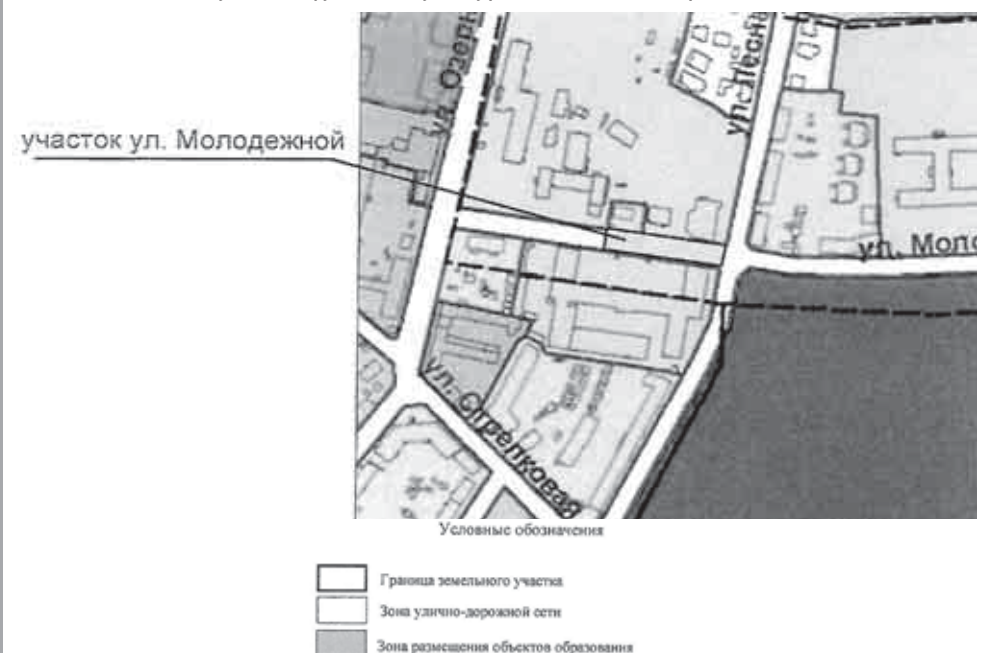 участок ул. Молодежной
ул. Озерн
ул. Лесна
ул. Моло
ул. Стрелковая
Условные обозначения
Граница земельного участка
Зона улично-дорожной сети
Зона размещения объектов образования